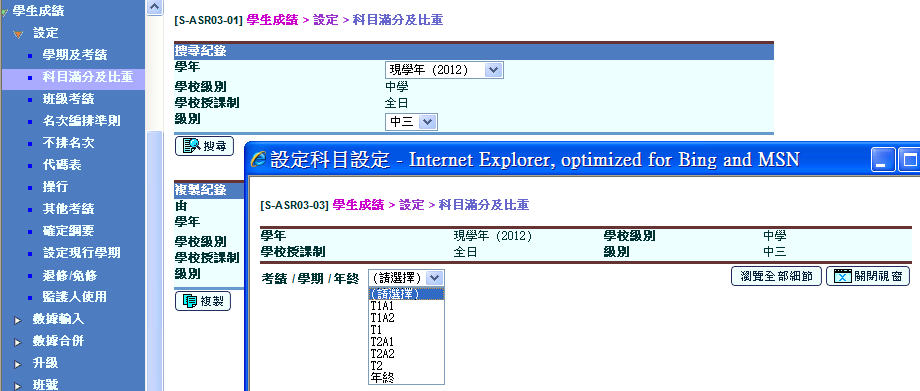 學生成績
設定
學期及考績
科目滿分及比重
班級考績
名次編排準則
不排名次
代碼表
操行
其他考績
確定綱要
設定現行學期
退修/免修
監護人使用
數據輸入
數據合併
升級
班號
[S-ASR03-01] 學生成績 > 設定 > 科目滿分及比重
搜尋紀錄
學年 現學年 (2012)
學校級別 中學
學校授課制 全日
級別 中三
搜尋
複製紀錄
由
學年
學校級別
學校授課制
級別
複製
設定科目設定 - Internet Explorer, optimized for Bing and MSN
[S-ASR03-03] 學生成績 > 設定 > 科目滿分及比重
學年 現學年 (2012) 學校級別 中學
學校授課制 全日 級別 中三
考績 / 學期 / 年終 (請選擇) 瀏覽全部細節 關閉視窗
(請選擇)
T1A1
T1A2
T1
T2A1
T2A2
T2
年終